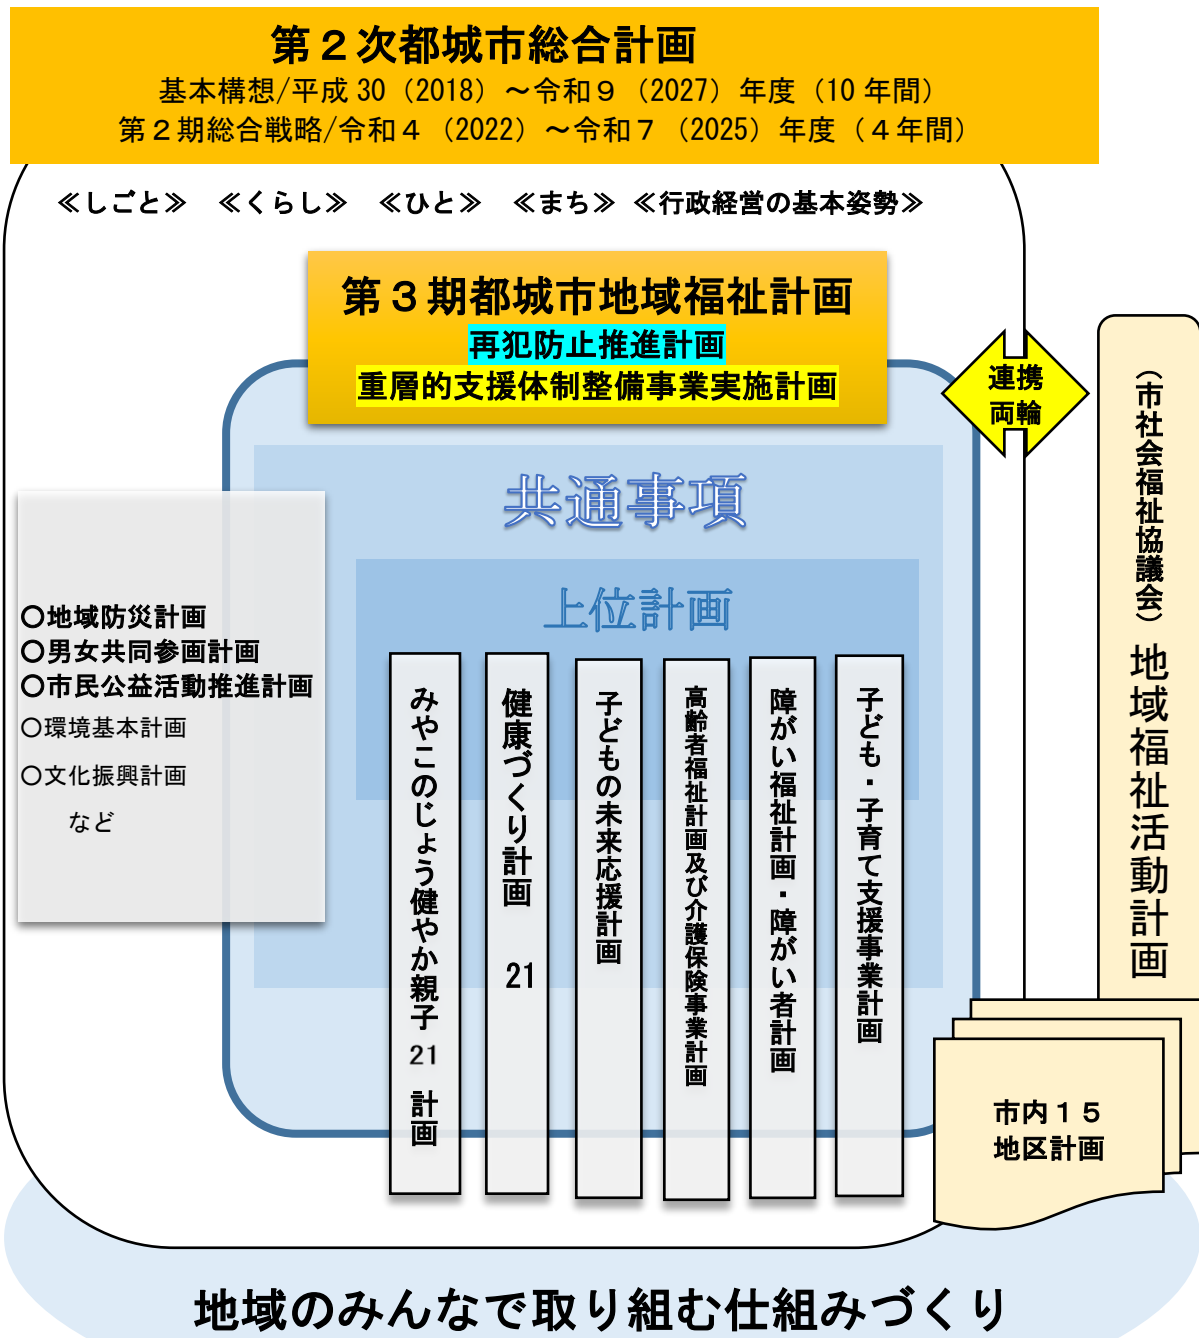 第２次都城市総合計画
基本構想/平成30（2018）～令和９（2027）年度（10年間）
第２期総合戦略/令和４（2022）～令和７（2025）年度（４年間）
≪しごと≫　≪くらし≫　≪ひと≫　≪まち≫ ≪行政経営の基本姿勢≫
第３期都城市地域福祉計画
再犯防止推進計画
重層的支援体制整備事業実施計画
連携
両輪
（市社会福祉協議会）地域福祉活動計画
共通事項
上位計画
○地域防災計画
○男女共同参画計画
○市民公益活動推進計画
○環境基本計画
○文化振興計画
など
みやこのじょう健やか親子21計画
健康づくり計画　21
子どもの未来応援計画
高齢者福祉計画及び介護保険事業計画
障がい福祉計画・障がい者計画
子ども・子育て支援事業計画
市内１５
地区計画
地域のみんなで取り組む仕組みづくり